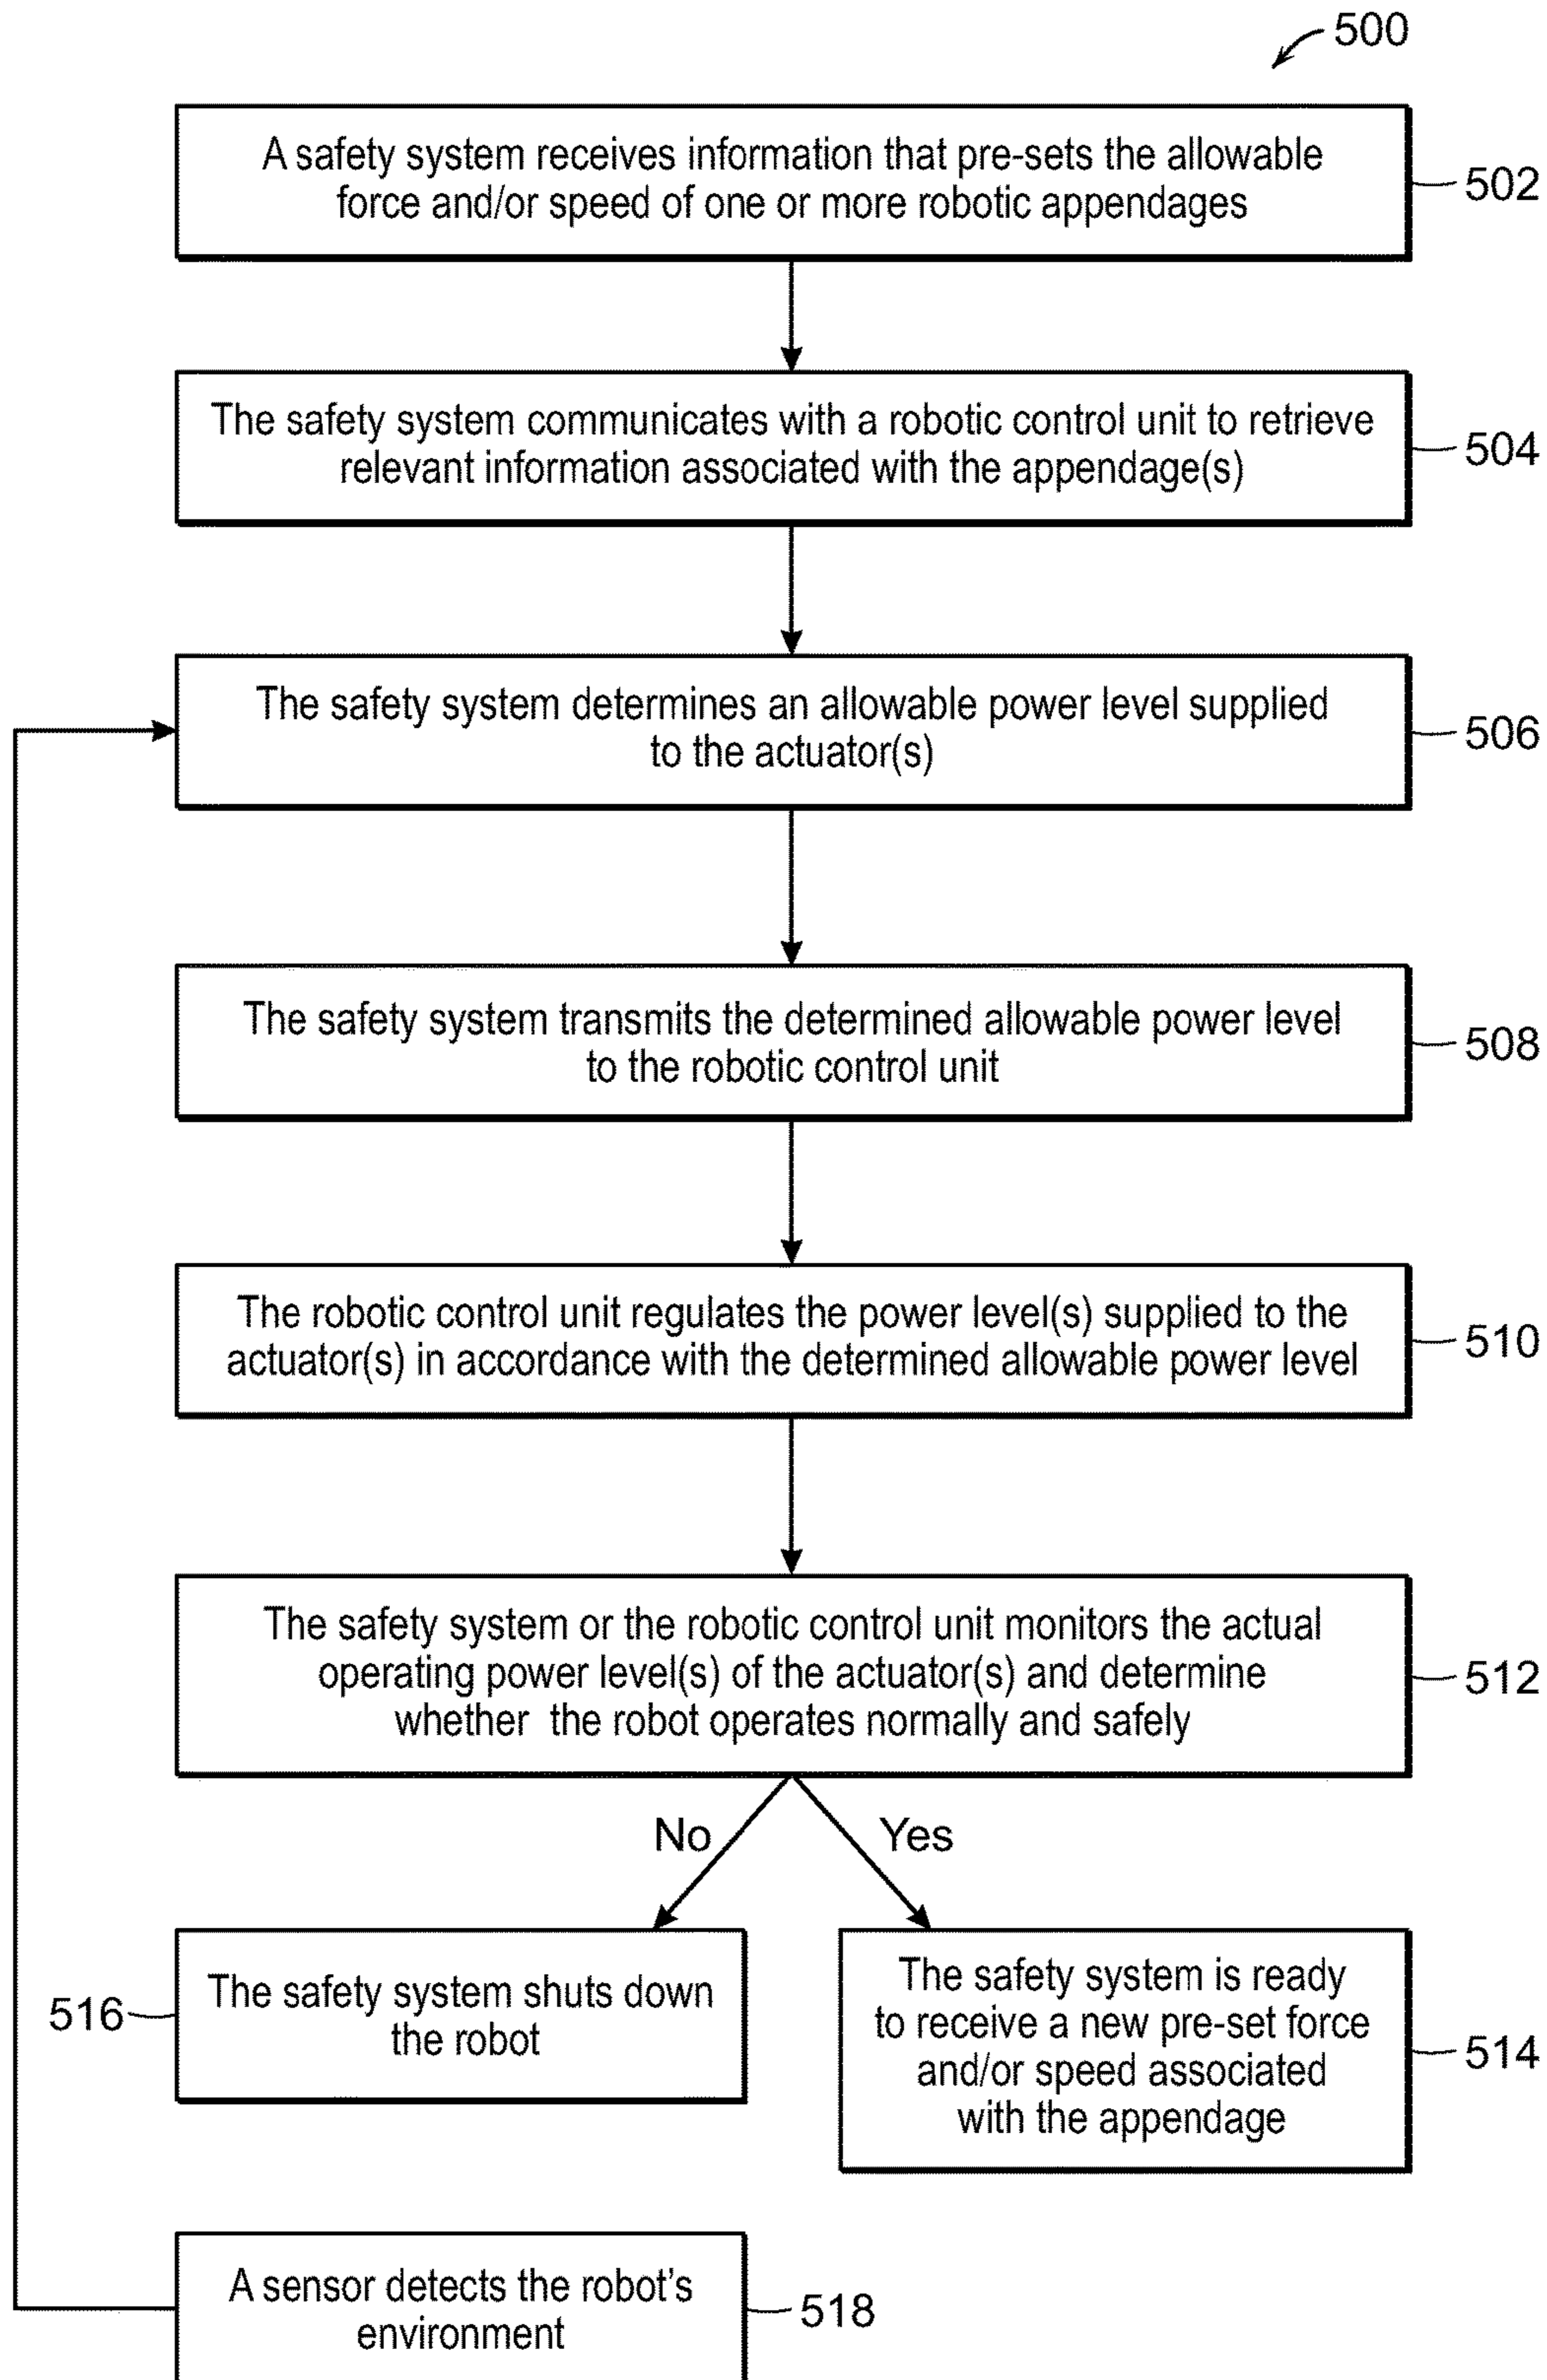 500
A safety system receives information that pre-sets the allowable
force and/or speed of one or more robotic appendages
502
The safety system communicates with a robotic control unit to retrieve
relevant information associated with the appendage(s)
504
The safety system determines an allowable power level supplied
to the actuator(s)
506
The safety system transmits the determined allowable power level
to the robotic control unit
508
The robotic control unit regulates the power level(s) supplied to the
actuator(s) in accordance with the determined allowable power level
510
The safety system or the robotic control unit monitors the actual
operating power level(s) of the actuator(s) and determine
whether the robot operates normally and safely
512
No
Yes
516
The safety system shuts down
the robot
The safety system is ready
to receive a new pre-set force
and/or speed associated
with the appendage
514
A sensor detects the robot's
environment
518